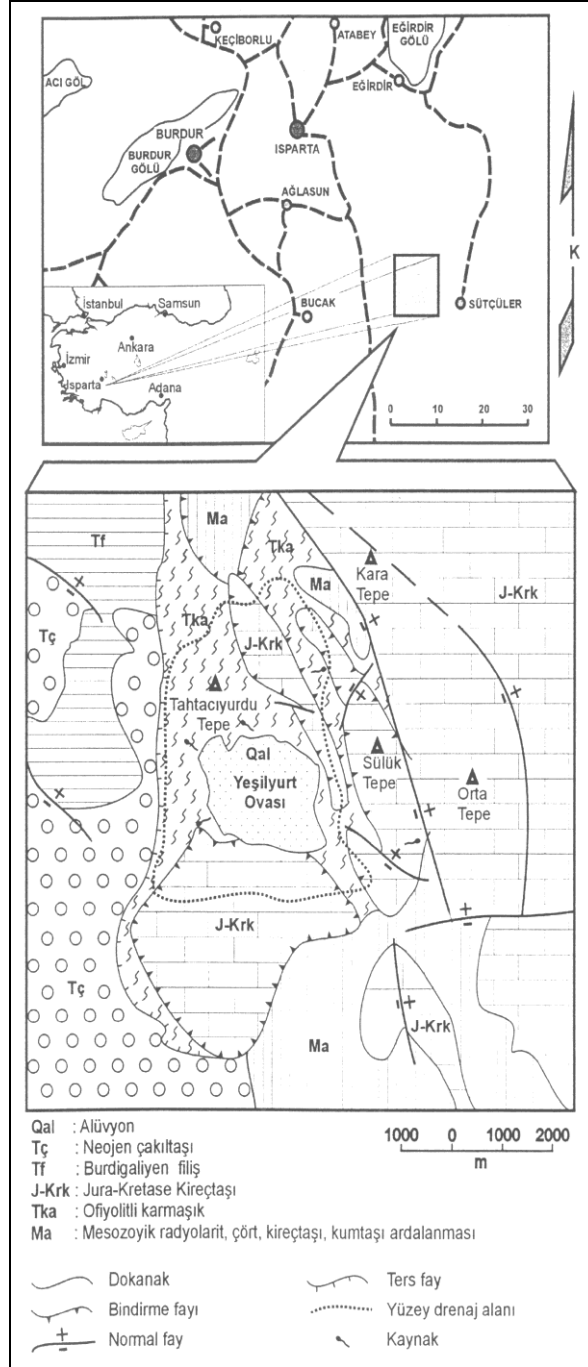 KEÇİBORLU
ATABEY
EĞİRDİR
GÖLÜ
ACI GÖL
EĞİRDİR
BURDUR
ISPARTA
BURDUR
GÖLÜ
AĞLASUN
K
BUCAK
SÜTÇÜLER
İstanbul
Samsun
Ankara
İzmir
Isparta
Adana
0 10 20 30
Ma
Tf
Tka
Kara
Tepe
J-Krk
Ma
Tç
Tka
J-Krk
Tahtacıyurdu
Tepe
Qal
Yeşilyurt
Ovası
Sülük
Tepe
Orta
Tepe
J-Krk
Tç
Ma
J-Krk
Qal : Alüvyon
Tç : Neojen çakıltaşı
Tf : Burdigaliyen filiş
J-Krk : Jura-Kretase Kireçtaşı
Tka : Ofiyolitli karmaşık
Ma : Mesozoyik radyolarit, çört, kireçtaşı, kumtaşı ardalanması
1000 0 1000 2400
m
Dokanak
Ters fay
Bindirme fayı
Yüzey drenaj alanı
Normal fay
Kaynak